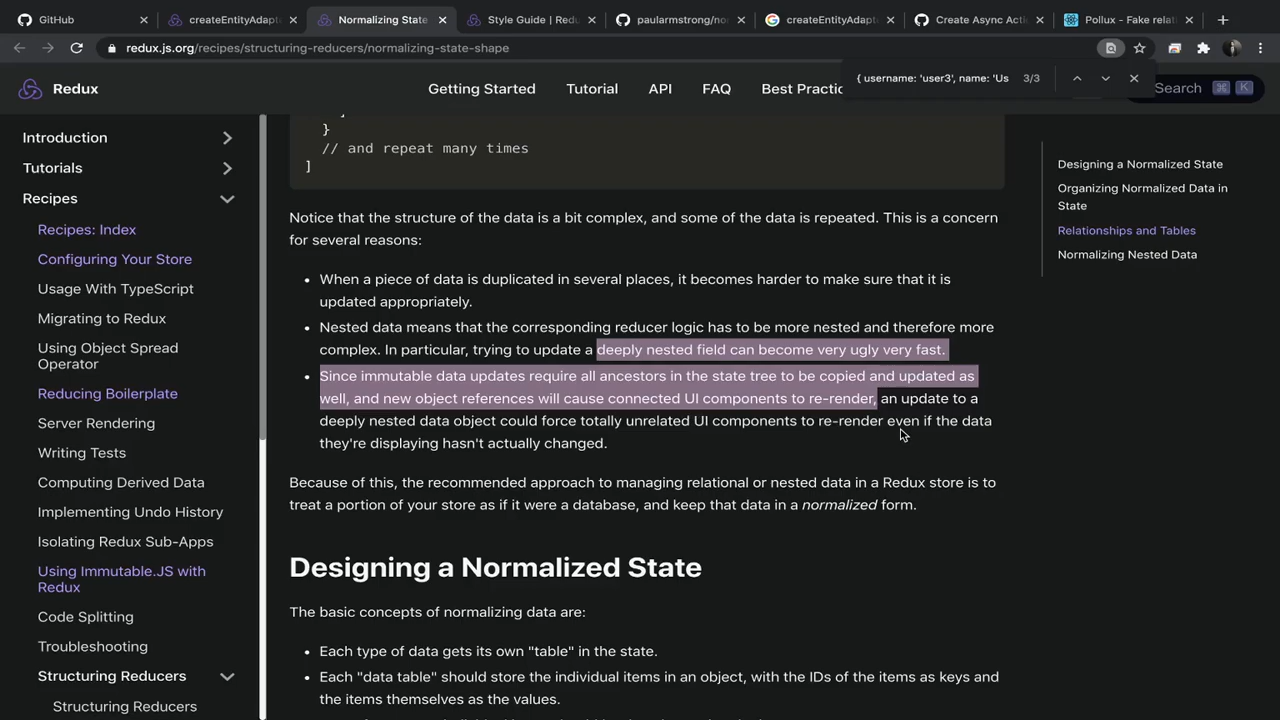 GitHub
createEntityAdapt
Normalizing State
Style Guide | Redu
paularmstrong/nor
createEntityAdapt
Create Async Actio
Pollux - Fake relat
redux.js.org/recipes/structuring-reducers/normalizing-state-shape
{ username: 'user3', name: 'Us 3/3
Redux
Getting Started
Tutorial
API
FAQ
Best Practic
Search ⌘ K
Introduction
Tutorials
Recipes
Recipes: Index
Configuring Your Store
Usage With TypeScript
Migrating to Redux
Using Object Spread
Operator
Reducing Boilerplate
Server Rendering
Writing Tests
Computing Derived Data
Implementing Undo History
Isolating Redux Sub-Apps
Using Immutable.JS with
Redux
Code Splitting
Troubleshooting
Structuring Reducers
Structuring Reducers
}
// and repeat many times
]
Notice that the structure of the data is a bit complex, and some of the data is repeated. This is a concern
for several reasons:
• When a piece of data is duplicated in several places, it becomes harder to make sure that it is
updated appropriately.
• Nested data means that the corresponding reducer logic has to be more nested and therefore more
complex. In particular, trying to update a deeply nested field can become very ugly very fast.
• Since immutable data updates require all ancestors in the state tree to be copied and updated as
well, and new object references will cause connected UI components to re-render, an update to a
deeply nested data object could force totally unrelated UI components to re-render even if the data
they're displaying hasn't actually changed.
Because of this, the recommended approach to managing relational or nested data in a Redux store is to
treat a portion of your store as if it were a database, and keep that data in a normalized form.
Designing a Normalized State
The basic concepts of normalizing data are:
• Each type of data gets its own "table" in the state.
• Each "data table" should store the individual items in an object, with the IDs of the items as keys and
the items themselves as the values.
Designing a Normalized State
Organizing Normalized Data in
State
Relationships and Tables
Normalizing Nested Data